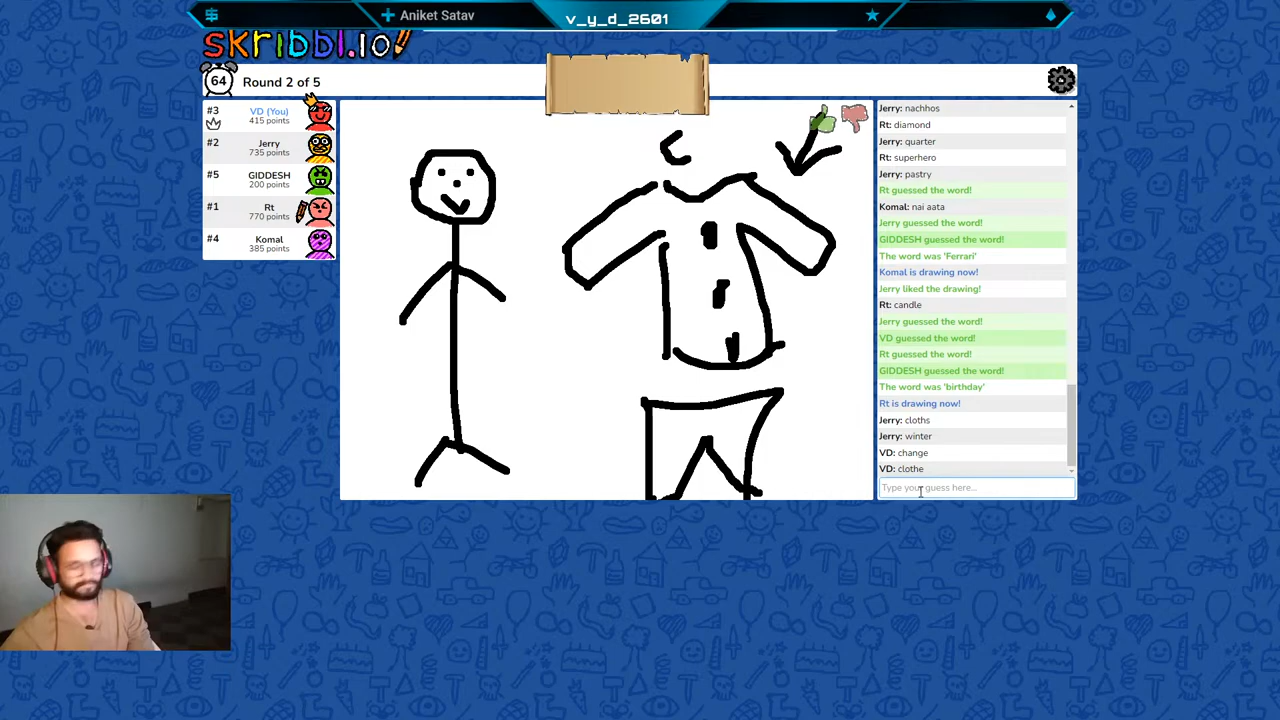 Aniket Satav
v_y_d_2601
skribbl.io
64
Round 2 of 5
#3
VD (You)
415 points
#2
Jerry
735 points
#5
GIDDESH
200 points
#1
Rt
770 points
#4
Komal
385 points
Jerry: nachhos
Rt: diamond
Jerry: quarter
Rt: superhero
Jerry: pastry
Rt guessed the word!
Komal: nai aata
Jerry guessed the word!
GIDDESH guessed the word!
The word was 'Ferrari'
Komal is drawing now!
Jerry liked the drawing!
Rt: candle
Jerry guessed the word!
VD guessed the word!
Rt guessed the word!
GIDDESH guessed the word!
The word was 'birthday'
Rt is drawing now!
Jerry: cloths
Jerry: winter
VD: change
VD: clothe
Type your guess here...